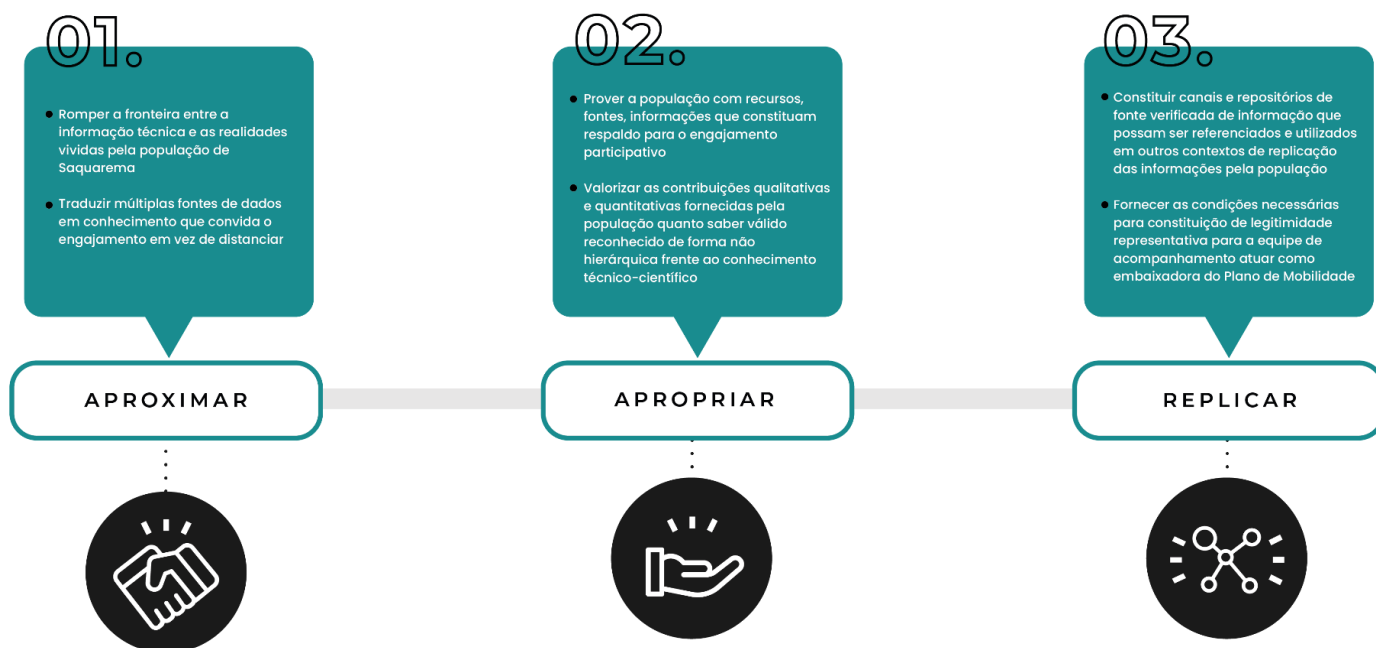 01.
Romper a fronteira entre a
informação técnica e as realidades
vividas pela população de
Saquarema
Traduzir múltiplas fontes de dados
em conhecimento que convida o
engajamento em vez de distanciar
APROXIMAR
02.
Prover a população com recursos,
fontes, informações que constituam
respaldo para o engajamento
participativo
Valorizar as contribuições qualitativas
e quantitativas fornecidas pela
população quanto saber válido
reconhecido de forma não
hierárquica frente ao conhecimento
técnico-científico
APROPRIAR
03.
Constituir canais e repositórios de
fonte verificada de informação que
possam ser referenciados e utilizados
em outros contextos de replicação
das informações pela população
Fornecer as condições necessárias
para constituição de legitimidade
representativa para a equipe de
acompanhamento atuar como
embaixadora do Plano de Mobilidade
REPLICAR